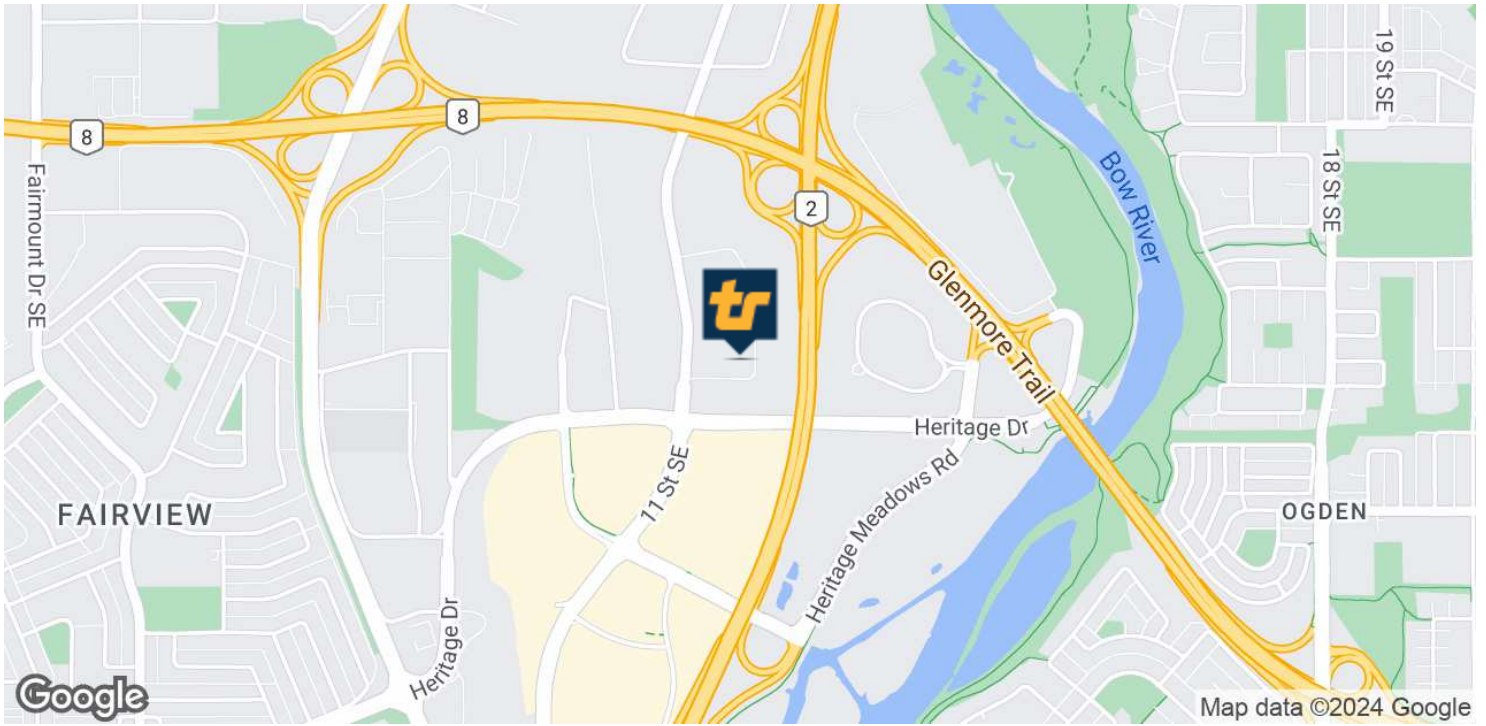 19 St SE
8
8
Fairmount Dr SE
Bow River
18 St SE
2
tr
Glenmore Trail
Heritage Dr
11 St SE
Heritage Meadows Rd
FAIRVIEW
OGDEN
Heritage Dr
Google
Map data ©2024 Google